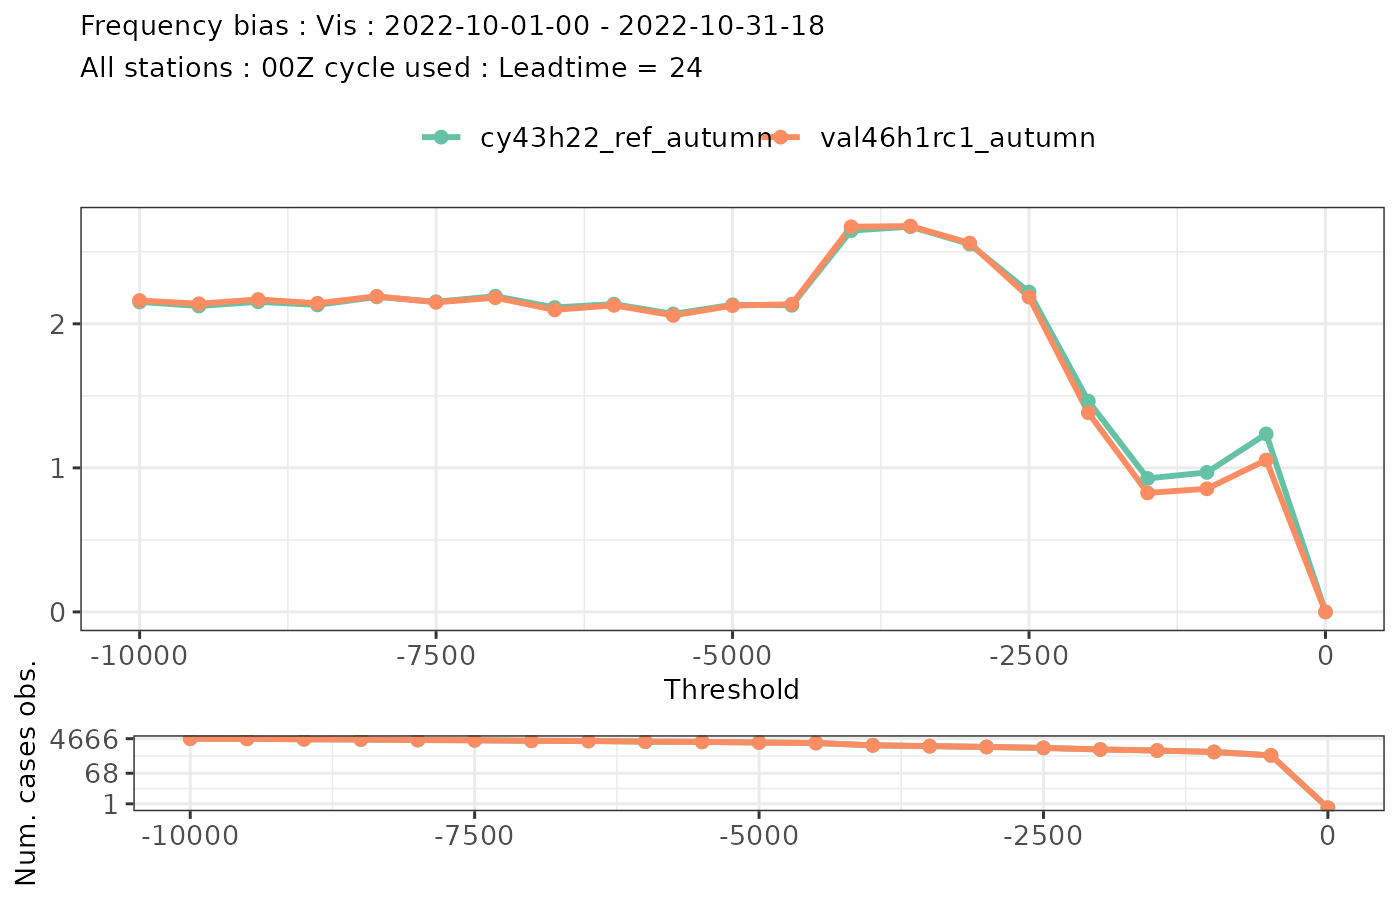 Frequency bias : Vis : 2022-10-01-00 - 2022-10-31-18
All stations : 00Z cycle used : Leadtime = 24
cy43h22_ref_autumn val46h1rc1_autumn
2
1
0
-10000 -7500 -5000 -2500 0
Threshold
Num. cases obs.
4666
68
1
-10000 -7500 -5000 -2500 0